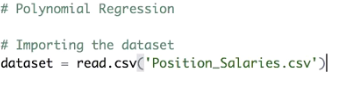 # Polynomial Regression
# Importing the dataset
dataset = read.csv('Position_Salaries.csv')